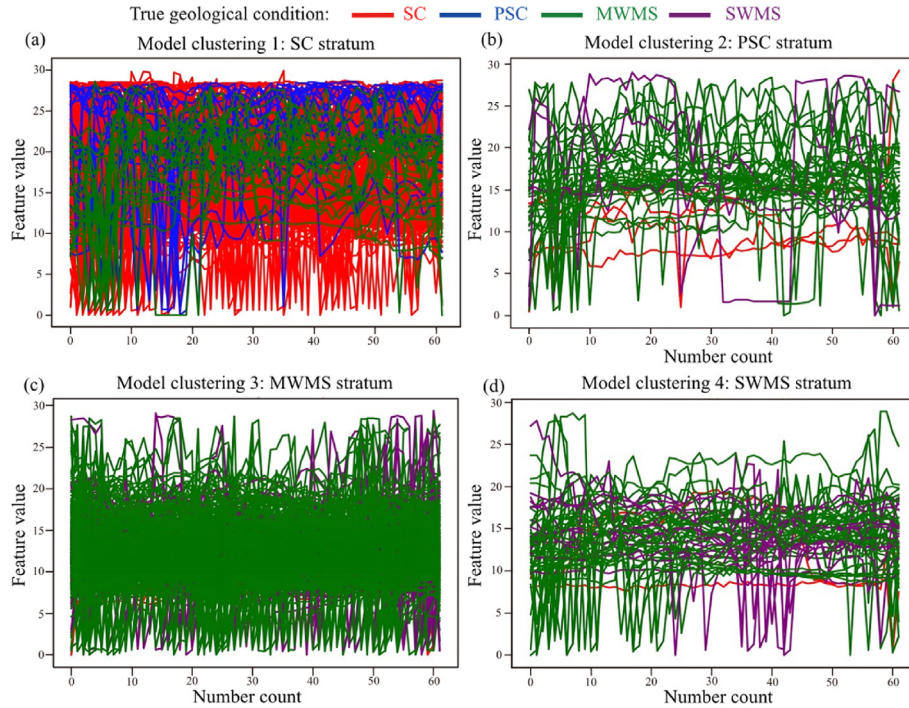 True geological condition: SC PSC MWMS SWMS
(a) Model clustering 1: SC stratum
Feature value
30
25
20
15
10
5
0
0 10 20 30 40 50 60
(b) Model clustering 2: PSC stratum
Feature value
30
25
20
15
10
5
0
0 10 20 30 40 50 60
Number count
(c) Model clustering 3: MWMS stratum
Feature value
30
25
20
15
10
5
0
0 10 20 30 40 50 60
Number count
(d) Model clustering 4: SWMS stratum
Feature value
30
25
20
15
10
5
0
0 10 20 30 40 50 60
Number count